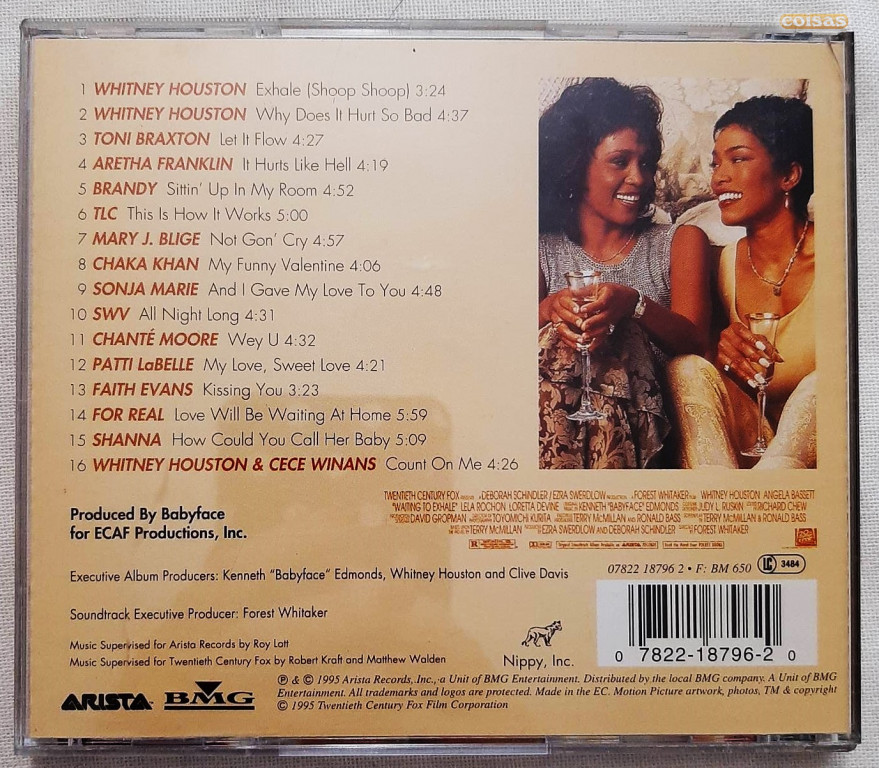 coisas
1 WHITNEY HOUSTON Exhale (Shoop Shoop) 3:24
2 WHITNEY HOUSTON Why Does It Hurt So Bad 4:37
3 TONI BRAXTON Let It Flow 4:27
4 ARETHA FRANKLIN It Hurts Like Hell 4:19
5 BRANDY Sittin' Up In My Room 4:52
6 TLC This Is How It Works 5:00
7 MARY J. BLIGE Not Gon' Cry 4:57
8 CHAKA KHAN My Funny Valentine 4:06
9 SONJA MARIE And I Gave My Love To You 4:48
10 SWV All Night Long 4:31
11 CHANTÉ MOORE Wey U 4:32
12 PATTI LaBELLE My Love, Sweet Love 4:21
13 FAITH EVANS Kissing You 3:23
14 FOR REAL Love Will Be Waiting At Home 5:59
15 SHANNA How Could You Call Her Baby 5:09
16 WHITNEY HOUSTON & CECE WINANS Count On Me 4:26
TWENTIETH CENTURY FOX DEBORAH SCHINDLER/EZRA SWERDLOW FOREST WHITAKER WHITNEY HOUSTON ANGELA BASSETT
"WAITING TO EXHALE" LELA ROCHON LORETTA DEVINE KENNETH "BABYFACE" EDMONDS JUDY L. RUSKIN RICHARD CHEW
DAVID GROPMAN TOYOMICHI KURITA TERRY McMILLAN AND RONALD BASS TERRY McMILLAN & RONALD BASS
TERRY McMILLAN EZRA SWERDLOW AND DEBORAH SCHINDLER FOREST WHITAKER
Produced By Babyface
for ECAF Productions, Inc.
Executive Album Producers: Kenneth "Babyface" Edmonds, Whitney Houston and Clive Davis
07822 18796 2 • F: BM 650 LC 3484
Soundtrack Executive Producer: Forest Whitaker
Music Supervised for Arista Records by Roy Lott
Music Supervised for Twentieth Century Fox by Robert Kraft and Matthew Walden
Nippy, Inc.
0 7822-18796-2 0
ARISTA BMG
℗ & © 1995 Arista Records, Inc., a Unit of BMG Entertainment. Distributed by the local BMG company. A Unit of BMG
Entertainment. All trademarks and logos are protected. Made in the EC. Motion Picture artwork, photos, TM & copyright
© 1995 Twentieth Century Fox Film Corporation